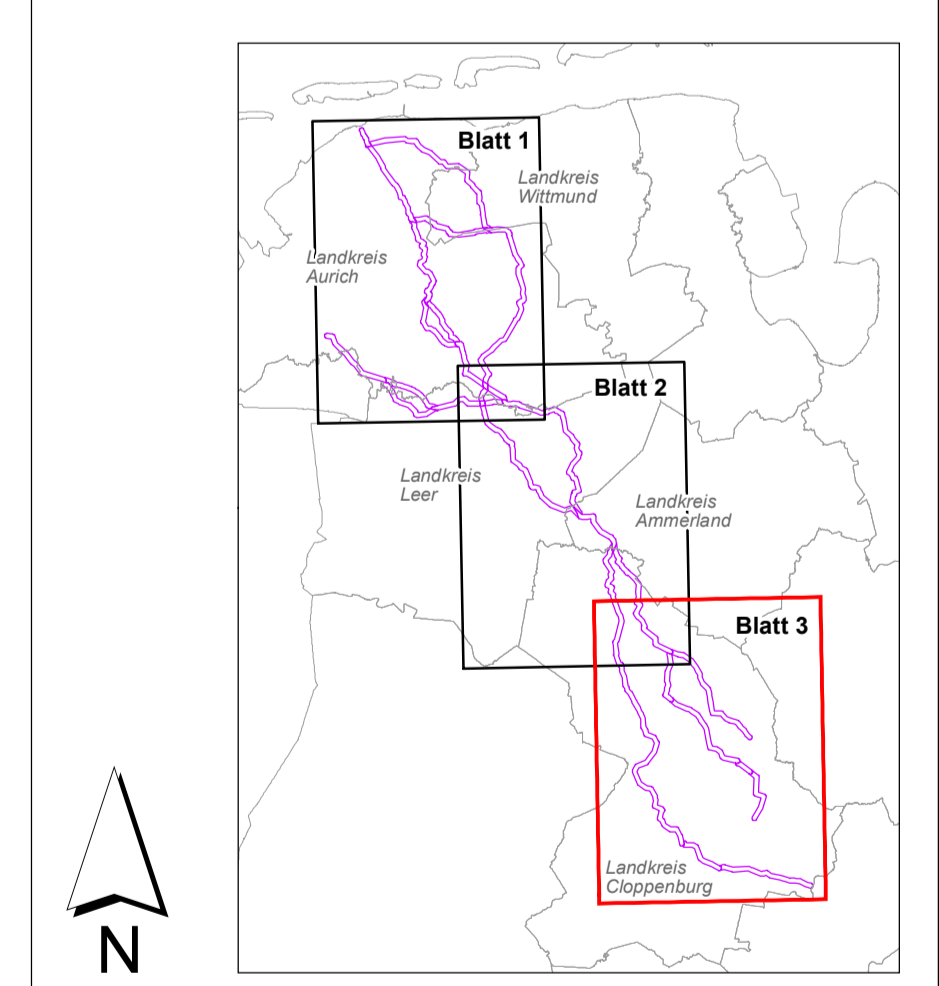 Blatt 1
Landkreis
Wittmund
Landkreis
Aurich
Blatt 2
Landkreis
Leer
Landkreis
Ammerland
Blatt 3
Landkreis
Cloppenburg
N